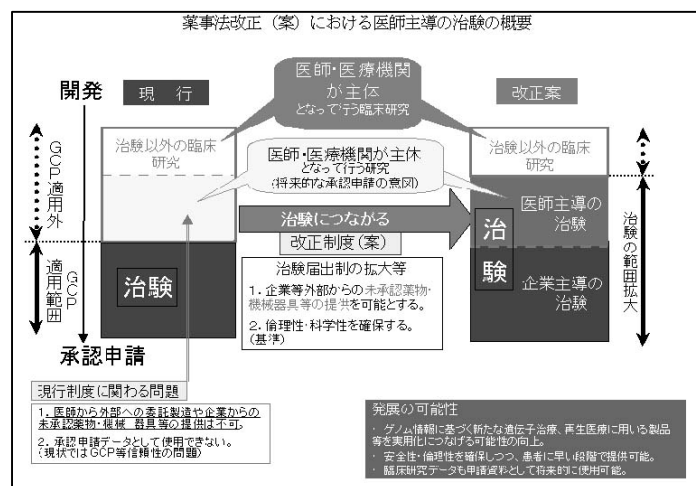 薬事法改正（案）における医師主導の治験の概要
開発
現　行
医師・医療機関
が主体
となって行う臨床研究
改正案
治験以外の臨床
研究
治験以外の臨床
研究
医師・医療機関が主体
となって行う研究
(将来的な承認申請の意図)
GCP適用外
治験につながる
医師主導の
治験
治験
企業主導の
治験
治験の範囲拡大
改正制度(案)
治験届出制の拡大等
1. 企業等外部からの未承認薬物・
機械器具等の提供を可能とする。
2. 倫理性・科学性を確保する。
(基準)
GCP
適用範囲
治験
承認申請
現行制度に関わる問題
1. 医師から外部への委託製造や企業からの
未承認薬物・機械 器具等の提供は不可。
2. 承認申請データとして使用できない。
(現状ではGCP等信頼性の問題)
発展の可能性
・ ゲノム情報に基づく新たな遺伝子治療、再生医療に用いる製品
等を実用化につなげる可能性の向上。
・ 安全性・倫理性を確保しつつ、患者に早い段階で提供可能。
・ 臨床研究データも申請資料として将来的に使用可能。